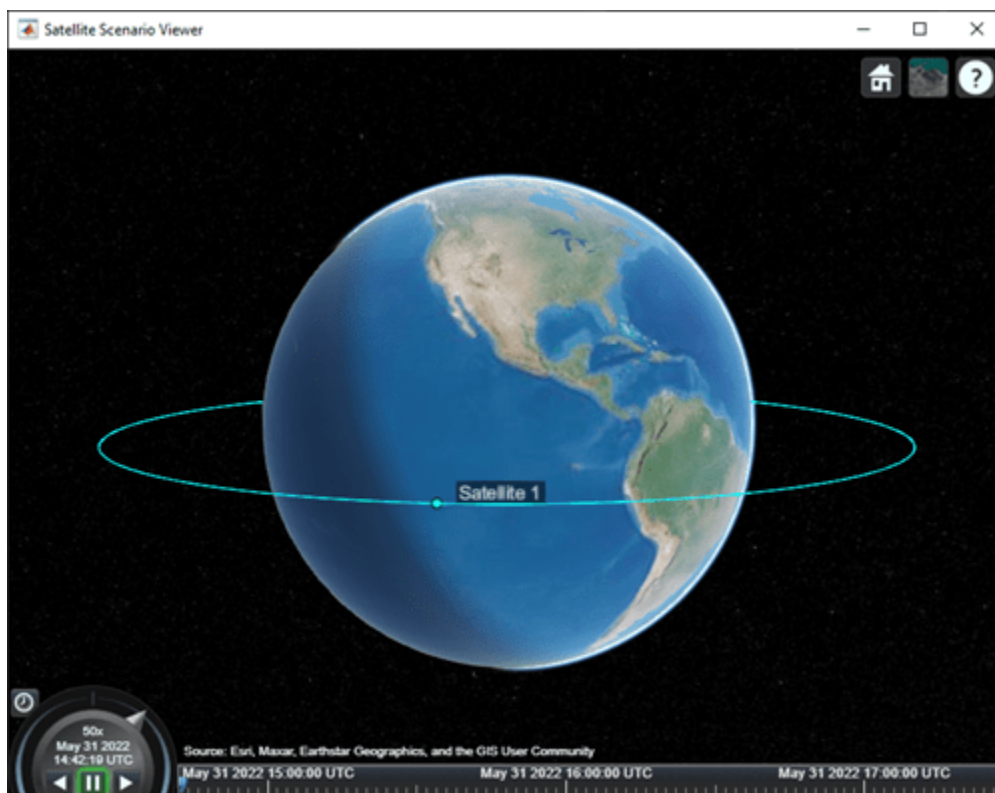 Satellite Scenario Viewer
?
Satellite 1
50x
May 31 2022
14:42:19 UTC
Source: Esri, Maxar, Earthstar Geographics, and the GIS User Community
May 31 2022 15:00:00 UTC May 31 2022 16:00:00 UTC May 31 2022 17:00:00 UTC